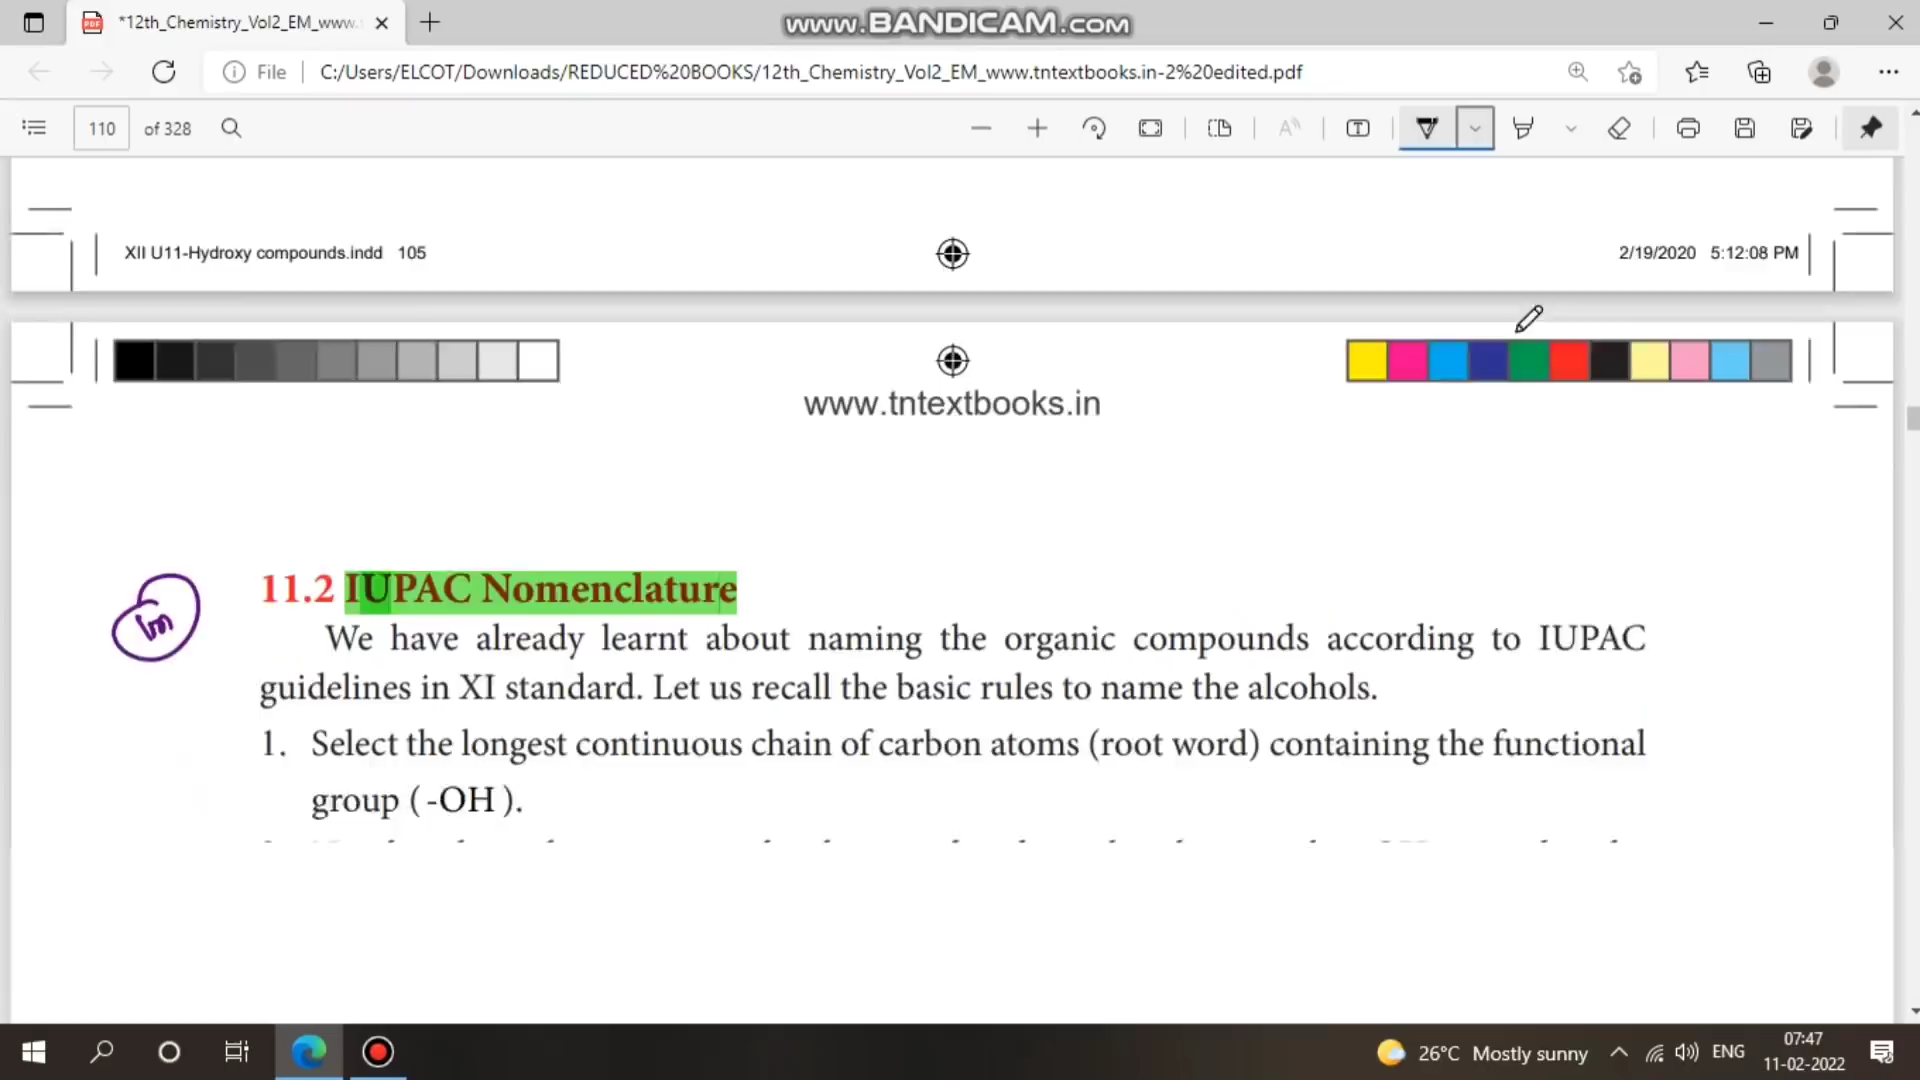 *12th_Chemistry_Vol2_EM_www.
www.BANDICAM.com
File
C:/Users/ELCOT/Downloads/REDUCED%20BOOKS/12th_Chemistry_Vol2_EM_www.tntextbooks.in-2%20edited.pdf
110 of 328
XII U11-Hydroxy compounds.indd 105
2/19/2020 5:12:08 PM
www.tntextbooks.in
11.2 IUPAC Nomenclature
We have already learnt about naming the organic compounds according to IUPAC
guidelines in XI standard. Let us recall the basic rules to name the alcohols.
1. Select the longest continuous chain of carbon atoms (root word) containing the functional
group ( -OH ).
26°C Mostly sunny
ENG
07:47
11-02-2022